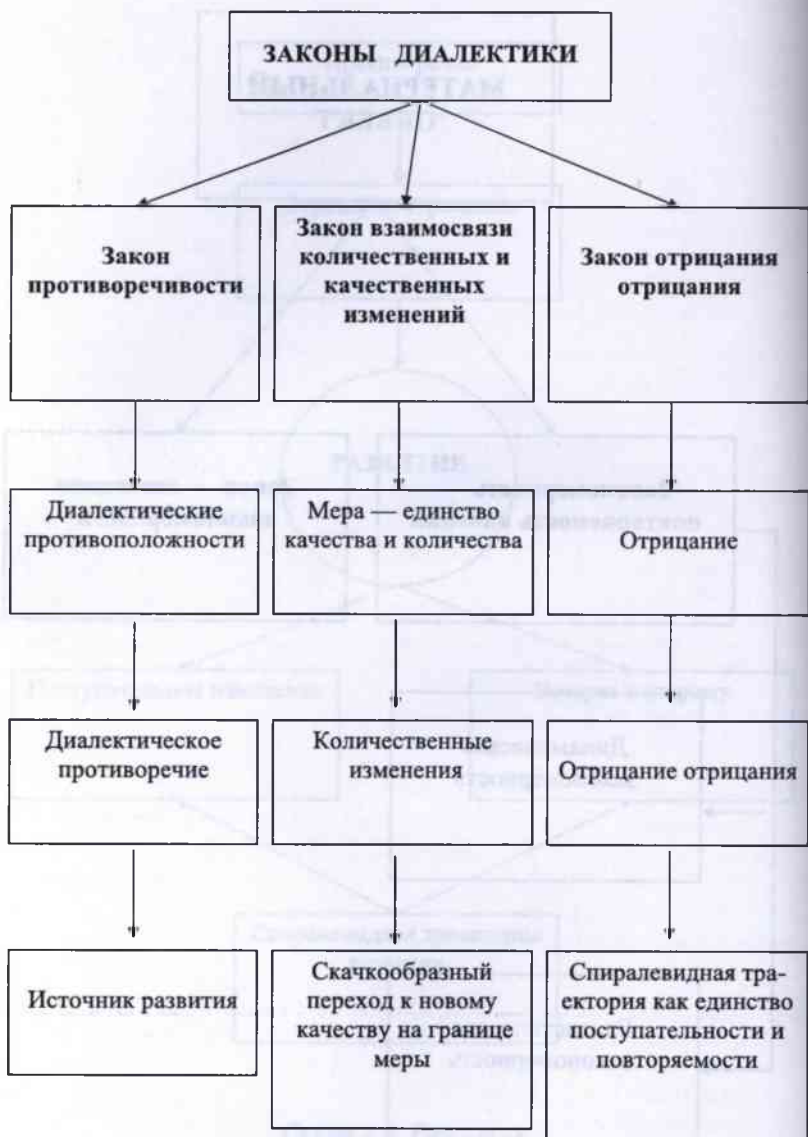 ЗАКОНЫ ДИАЛЕКТИКИ
Закон
противоречивости
Закон взаимосвязи
количественных и
качественных
изменений
Закон отрицания
отрицания
Диалектические
противоположности
Мера — единство
качества и количества
Отрицание
Диалектическое
противоречие
Количественные
изменения
Отрицание отрицания
Источник развития
Скачкообразный
переход к новому
качеству на границе
меры
Спиралевидная тра-
ектория как единство
поступательности и
повторяемости